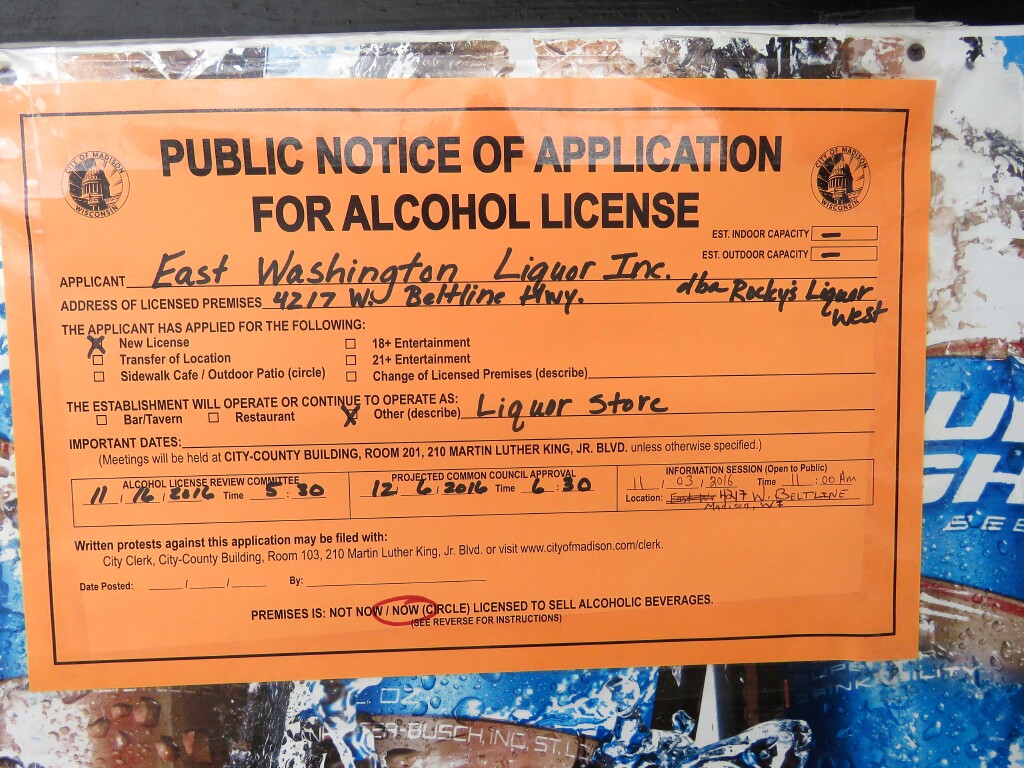 PUBLIC NOTICE OF APPLICATION
FOR ALCOHOL LICENSE
CITY OF MADISON
WISCONSIN
CITY OF MADISON
WISCONSIN
EST. INDOOR CAPACITY —
EST. OUTDOOR CAPACITY —
APPLICANT East Washington Liquor Inc.
ADDRESS OF LICENSED PREMISES 4217 W. Beltline Hwy. dba Rocky's Liquor
West
THE APPLICANT HAS APPLIED FOR THE FOLLOWING:
X New License ☐ 18+ Entertainment
☐ Transfer of Location ☐ 21+ Entertainment
☐ Sidewalk Cafe / Outdoor Patio (circle) ☐ Change of Licensed Premises (describe)
THE ESTABLISHMENT WILL OPERATE OR CONTINUE TO OPERATE AS:
☐ Bar/Tavern ☐ Restaurant X Other (describe) Liquor Store
IMPORTANT DATES:
(Meetings will be held at CITY-COUNTY BUILDING, ROOM 201, 210 MARTIN LUTHER KING, JR. BLVD. unless otherwise specified.)
ALCOHOL LICENSE REVIEW COMMITTEE
11 / 16 / 2016 Time 5 : 30
PROJECTED COMMON COUNCIL APPROVAL
12 / 6 / 2016 Time 6 : 30
INFORMATION SESSION (Open to Public)
11 / 03 / 2016 Time 11 : 00 Am
Location: 4217 W. BELTLINE
Madison, WI
Written protests against this application may be filed with:
City Clerk, City-County Building, Room 103, 210 Martin Luther King, Jr. Blvd. or visit www.cityofmadison.com/clerk.
Date Posted: ____/____/____ By:
PREMISES IS: NOT NOW / NOW (CIRCLE) LICENSED TO SELL ALCOHOLIC BEVERAGES.
(SEE REVERSE FOR INSTRUCTIONS)
BEE
OZ
-BUSCH, INC., ST. L